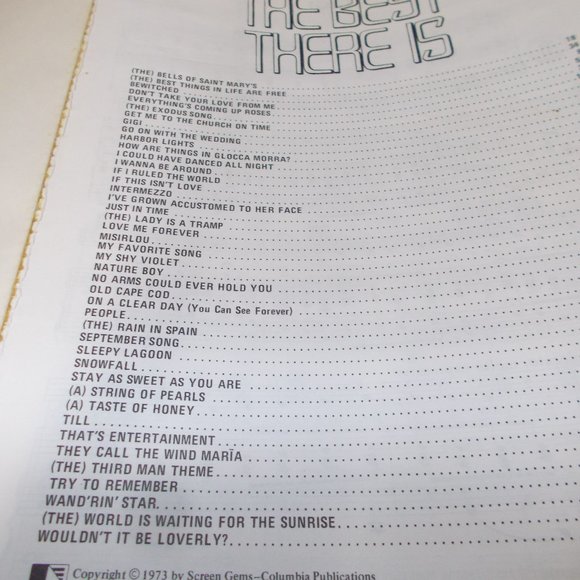 THE BEST
THERE IS
(THE) BELLS OF SAINT MARY'S
(THE) BEST THINGS IN LIFE ARE FREE
BEWITCHED
DON'T TAKE YOUR LOVE FROM ME
EVERYTHING'S COMING UP ROSES
(THE) EXODUS SONG
GET ME TO THE CHURCH ON TIME
GIGI
GO ON WITH THE WEDDING
HARBOR LIGHTS
HOW ARE THINGS IN GLOCCA MORRA?
I COULD HAVE DANCED ALL NIGHT
I WANNA BE AROUND
IF I RULED THE WORLD
IF THIS ISN'T LOVE
INTERMEZZO
I'VE GROWN ACCUSTOMED TO HER FACE
JUST IN TIME
(THE) LADY IS A TRAMP
LOVE ME FOREVER
MISIRLOU
MY FAVORITE SONG
MY SHY VIOLET
NATURE BOY
NO ARMS COULD EVER HOLD YOU
OLD CAPE COD
ON A CLEAR DAY (You Can See Forever)
PEOPLE
(THE) RAIN IN SPAIN
SEPTEMBER SONG
SLEEPY LAGOON
SNOWFALL
STAY AS SWEET AS YOU ARE
(A) STRING OF PEARLS
(A) TASTE OF HONEY
TILL
THAT'S ENTERTAINMENT
THEY CALL THE WIND MARÏA
(THE) THIRD MAN THEME
TRY TO REMEMBER
WAND'RIN' STAR
(THE) WORLD IS WAITING FOR THE SUNRISE
WOULDN'T IT BE LOVERLY?
Copyright © 1973 by Screen Gems-Columbia Publications